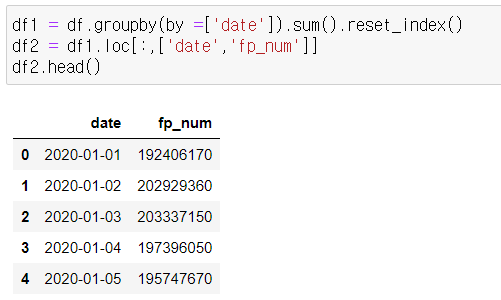 df1 = df.groupby(by =['date']).sum().reset_index()
df2 = df1.loc[:,['date','fp_num']]
df2.head()
date fp_num
0 2020-01-01 192406170
1 2020-01-02 202929360
2 2020-01-03 203337150
3 2020-01-04 197396050
4 2020-01-05 195747670